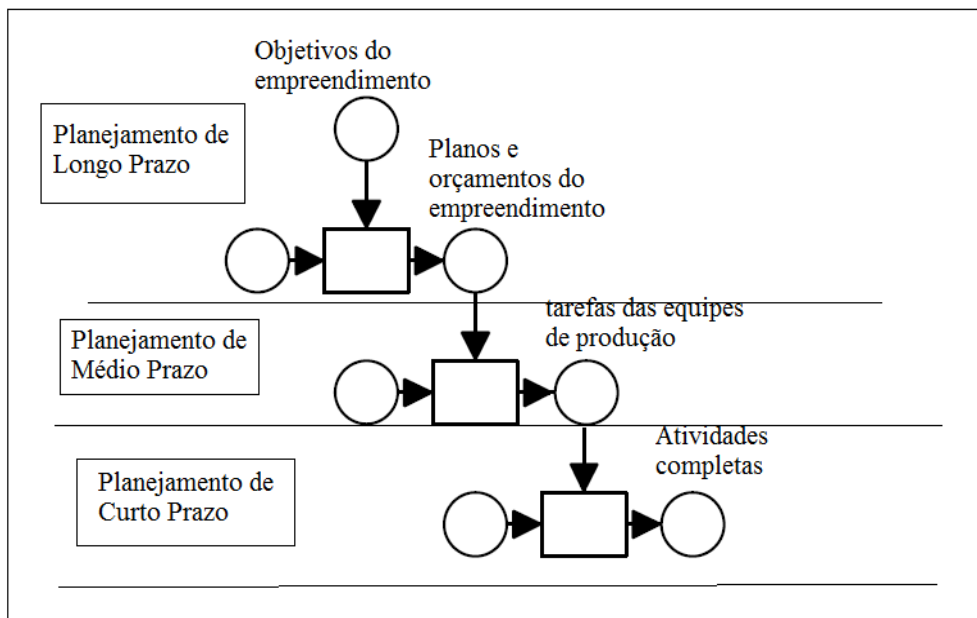 Objetivos do
empreendimento
Planejamento de
Longo Prazo
Planos e
orçamentos do
empreendimento
tarefas das equipes
de produção
Planejamento de
Médio Prazo
Atividades
completas
Planejamento de
Curto Prazo